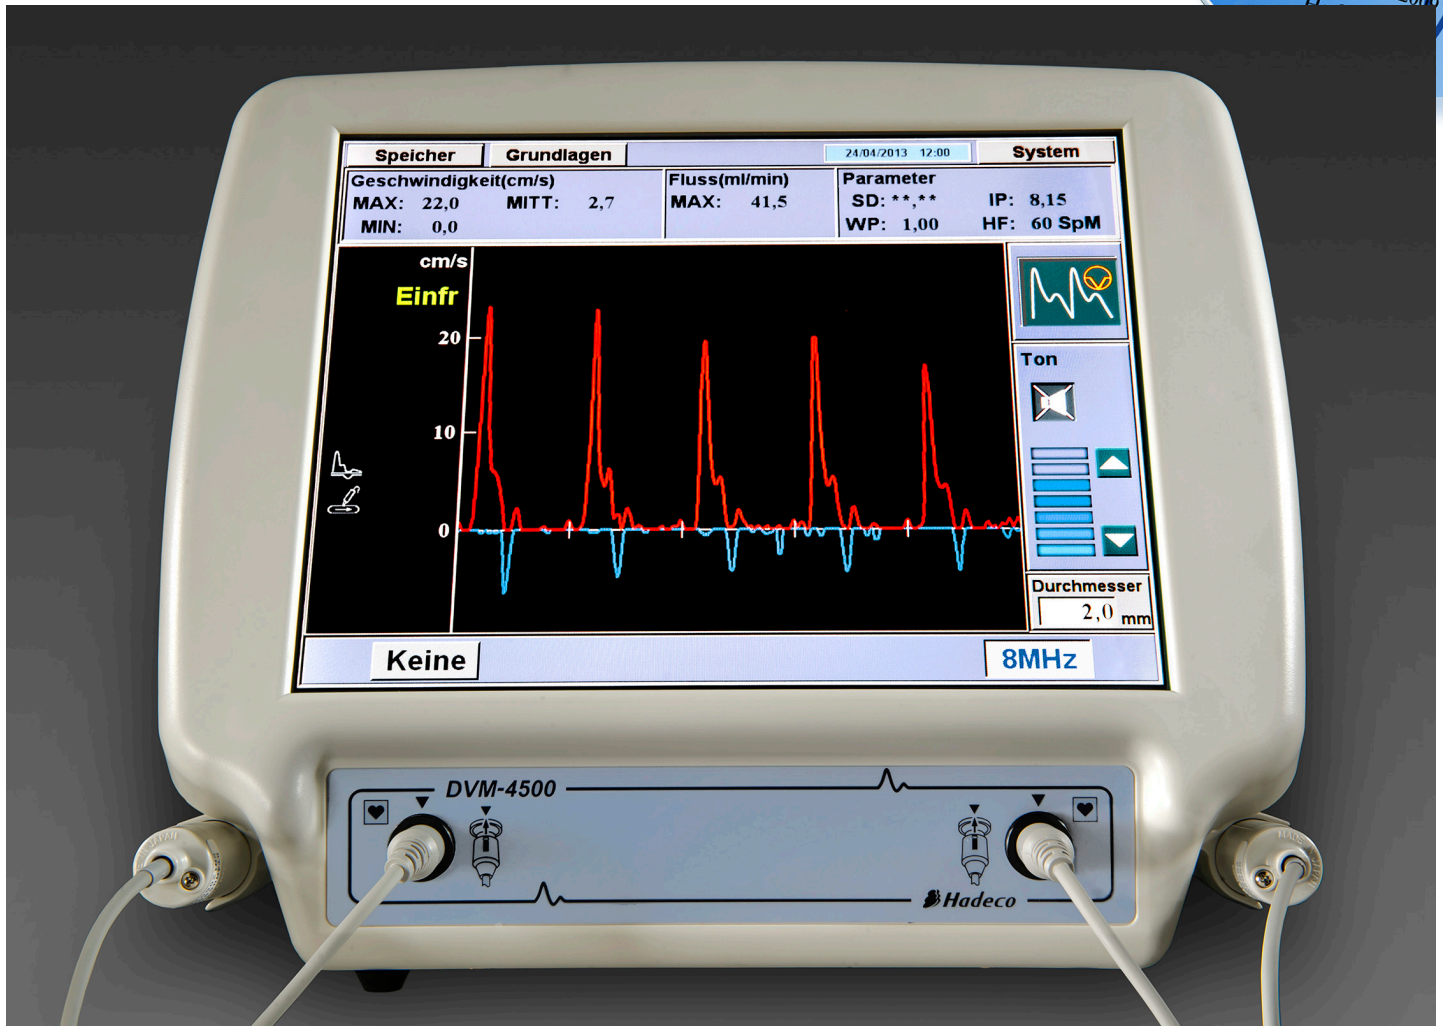 Speicher Grundlagen 24/04/2013 12:00 System
Geschwindigkeit(cm/s) Fluss(ml/min) Parameter
MAX: 22,0 MITT: 2,7 MAX: 41,5 SD: **,** IP: 8,15
MIN: 0,0 WP: 1,00 HF: 60 SpM
cm/s
Einfr
20
Ton
10
0
Durchmesser
2,0 mm
Keine 8MHz
DVM-4500
Hadeco